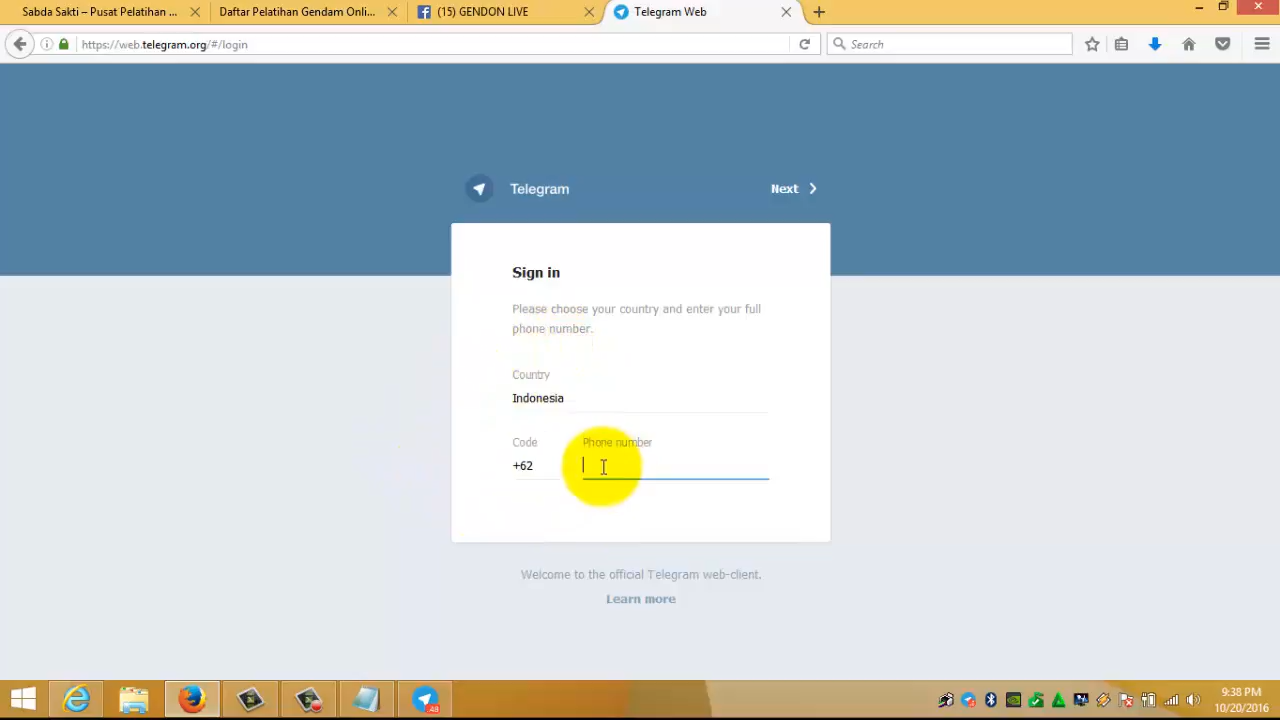 Sabda Sakti – Pusat Pelatihan ...
Daftar Pelatihan Gendam Onli...
(15) GENDON LIVE
Telegram Web
https://web.telegram.org/#/login
Search
Telegram
Next
Sign in
Please choose your country and enter your full
phone number.
Country
Indonesia
Code
Phone number
+62
Welcome to the official Telegram web-client.
Learn more
9:38 PM
10/20/2016